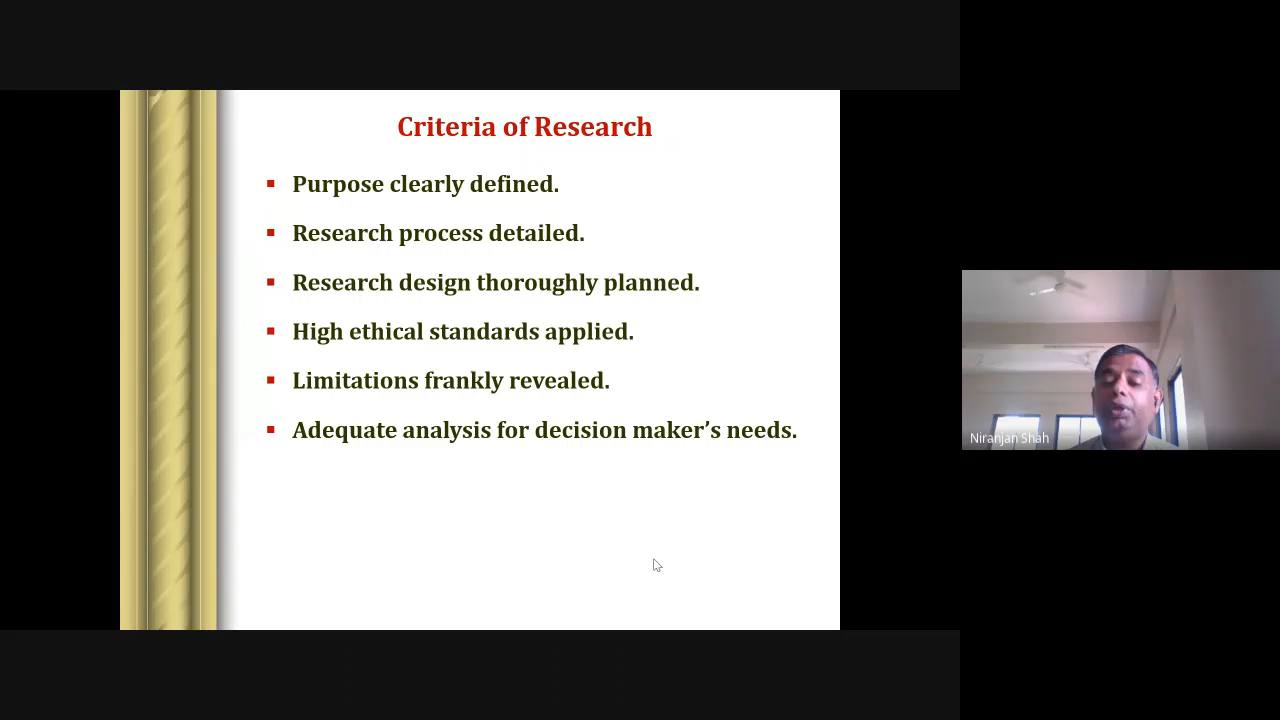 Criteria of Research
Purpose clearly defined.
Research process detailed.
Research design thoroughly planned.
High ethical standards applied.
Limitations frankly revealed.
Adequate analysis for decision maker’s needs.
Niranjan Shah